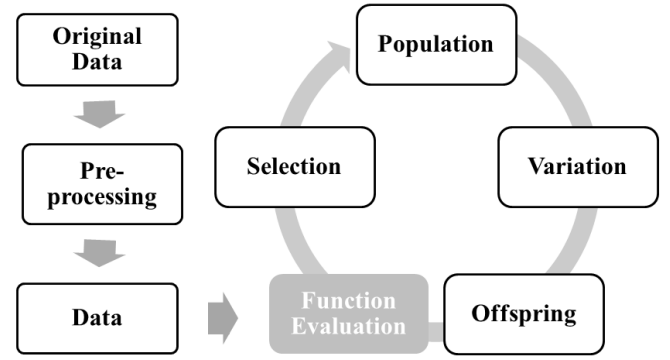 Original
Data
Pre-
processing
Data
Population
Variation
Offspring
Function
Evaluation
Selection